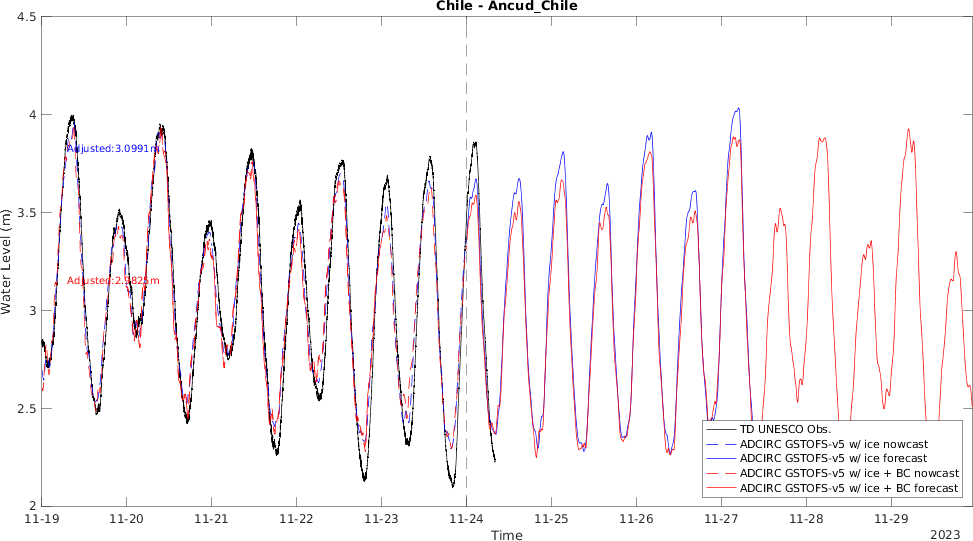 Chile - Ancud_Chile
4.5
4
3.5
3
2.5
2
Water Level (m)
Adjusted:3.0991m
Adjusted:2.9825m
TD UNESCO Obs.
ADCIRC GSTOFS-v5 w/ ice nowcast
ADCIRC GSTOFS-v5 w/ ice forecast
ADCIRC GSTOFS-v5 w/ ice + BC nowcast
ADCIRC GSTOFS-v5 w/ ice + BC forecast
11-19 11-20 11-21 11-22 11-23 11-24 11-25 11-26 11-27 11-28 11-29
Time
2023